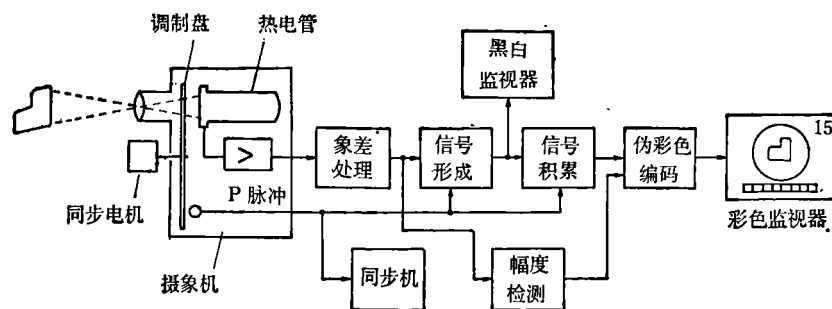 调制盘
热电管
黑白
监视器
15
>
象差
处理
信号
形成
信号
积累
伪彩色
编码
P 脉冲
同步电机
彩色监视器
摄象机
同步机
幅度
检测